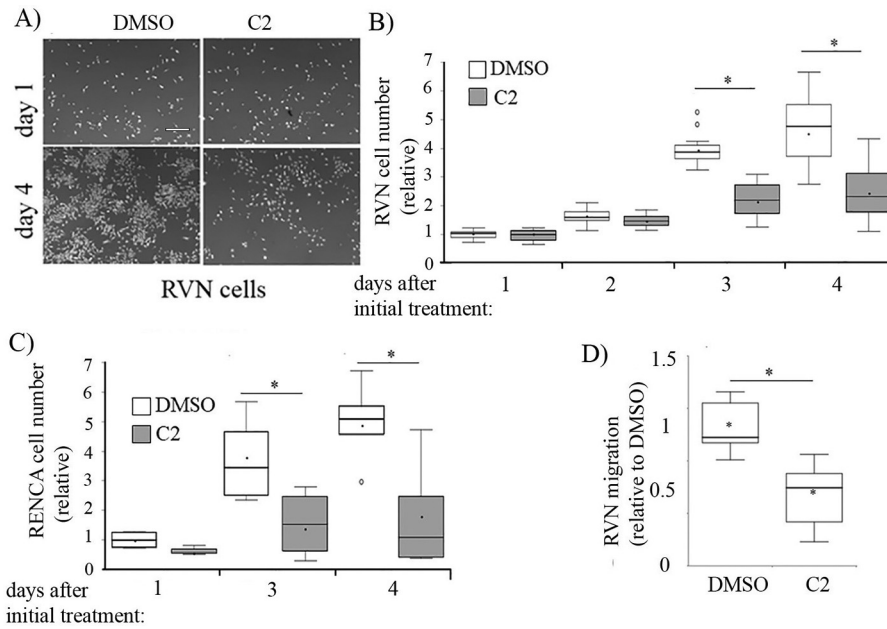 A)
DMSO
C2
day 1
day 4
RVN cells
B)
RVN cell number
(relative)
7
6
5
4
3
2
1
0
DMSO
C2
*
*
days after
initial treatment:
1
2
3
4
C)
RENCA cell number
(relative)
7
6
5
4
3
2
1
0
DMSO
C2
*
*
days after
initial treatment:
1
3
4
D)
RVN migration
(relative to DMSO)
1.5
1
0.5
0
*
*
*
DMSO
C2